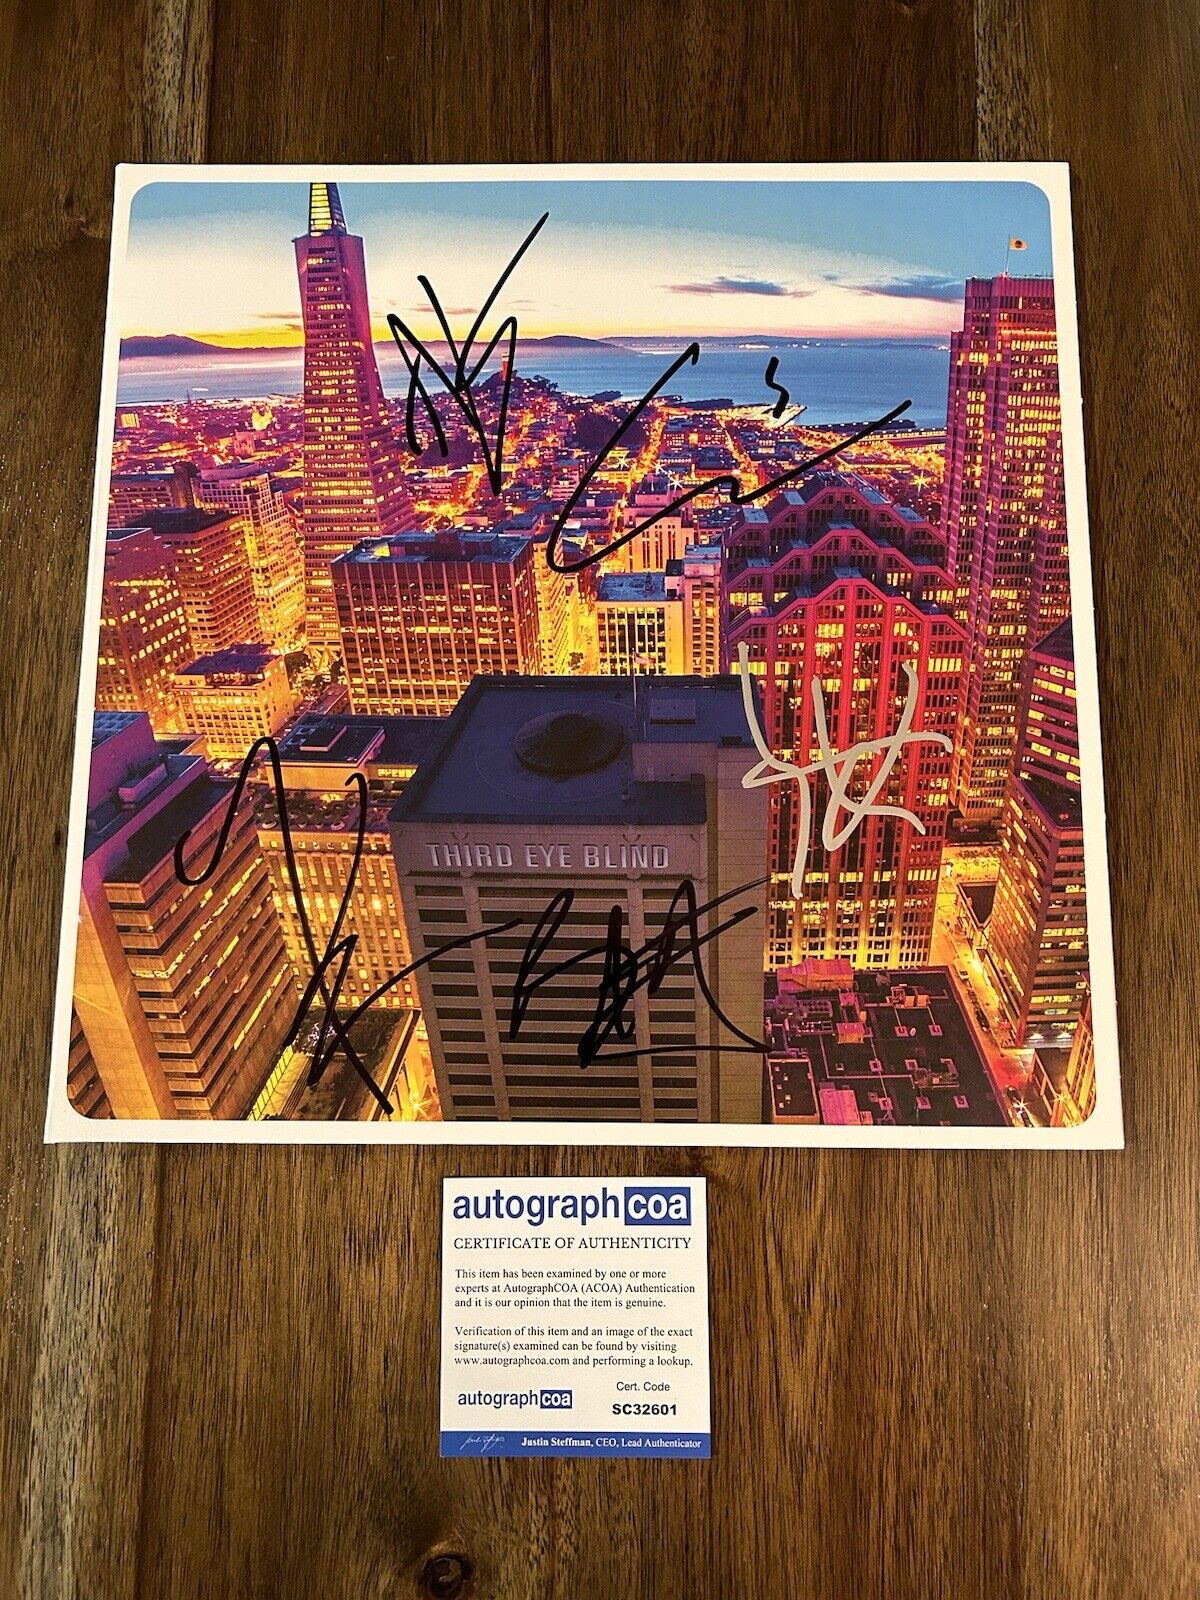 THIRD EYE BLIND
autographcoa
CERTIFICATE OF AUTHENTICITY
This item has been examined by one or more
experts at AutographCOA (ACOA) Authentication
and it is our opinion that the item is genuine.
Verification of this item and an image of the exact
signature(s) examined can be found by visiting
www.autographcoa.com and performing a lookup.
autographcoa
Cert. Code
SC32601
Justin Steffman, CEO, Lead Authenticator